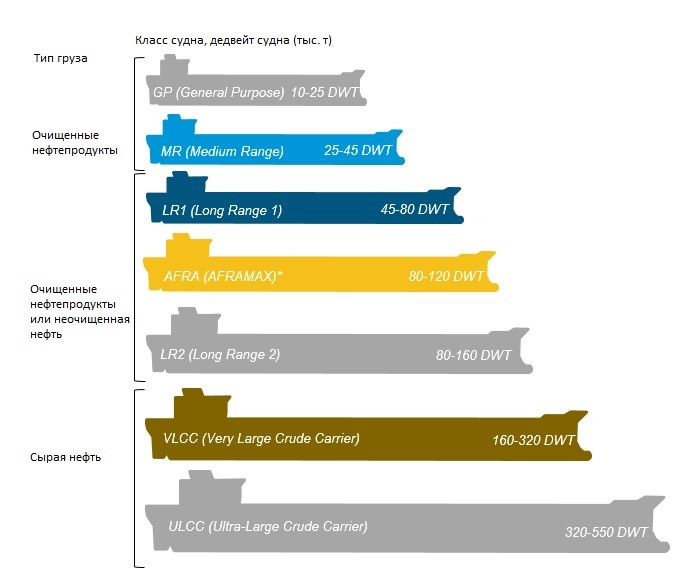 Класс судна, дедвейт судна (тыс. т)
Тип груза
GP (General Purpose) 10-25 DWT
Очищенные
нефтепродукты
MR (Medium Range) 25-45 DWT
LR1 (Long Range 1) 45-80 DWT
AFRA (AFRAMAX)* 80-120 DWT
Очищенные
нефтепродукты
или неочищенная
нефть
LR2 (Long Range 2) 80-160 DWT
VLCC (Very Large Crude Carrier) 160-320 DWT
Сырая нефть
ULCC (Ultra-Large Crude Carrier) 320-550 DWT